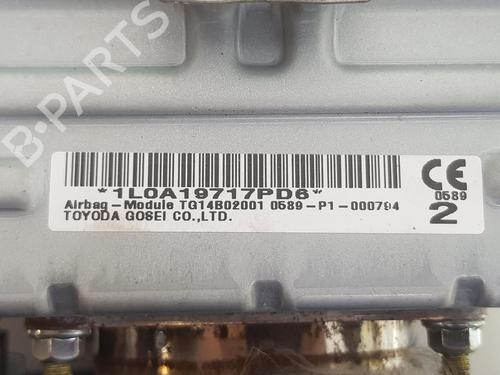 B-PARTS
*1L0A19717PD6*
Airbag-Module TG14B02001 0589-P1-000794
TOYODA GOSEI CO.,LTD.
CE
0589
2